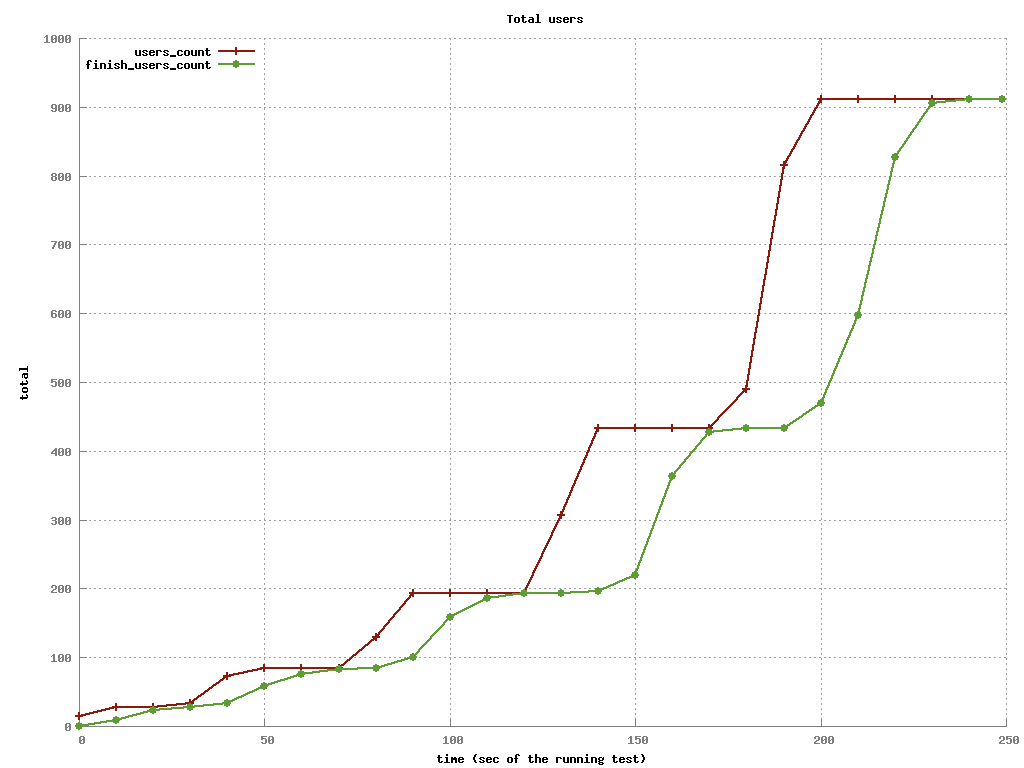 Total users
1000
users_count
finish_users_count
900
800
700
600
500
total
400
300
200
100
0
0 50 100 150 200 250
time (sec of the running test)